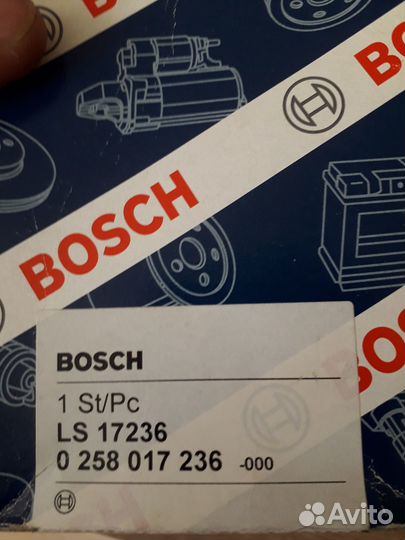 BOSCH
BOSCH
BOSCH
BOSCH
1 St/Pc
LS 17236
0 258 017 236 -000
Avito